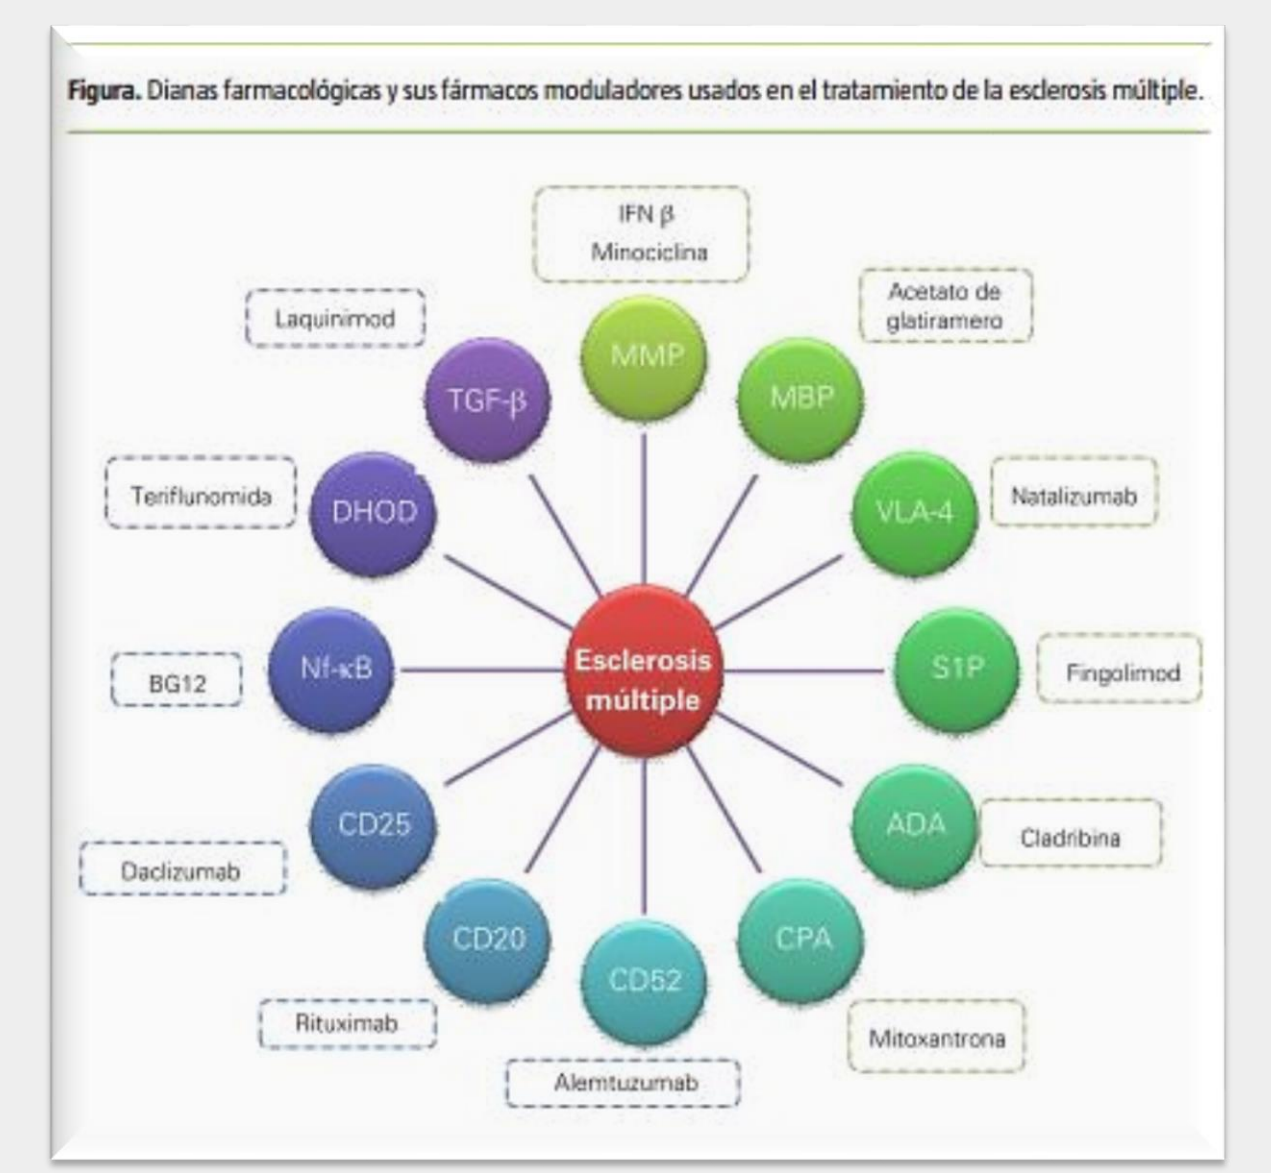 Figura. Dianas farmacológicas y sus fármacos moduladores usados en el tratamiento de la esclerosis múltiple.
IFN β
Minociclina
Acetato de
glatiramero
Laquinimod
MMP
TGF-β
MBP
Teriflunomida
DHOD
VLA-4
Natalizumab
BG12
Nf-κB
Esclerosis
múltiple
S1P
Fingolimod
CD25
ADA
Cladribina
Daclizumab
CD20
CD52
CPA
Rituximab
Mitoxantrona
Alemtuzumab